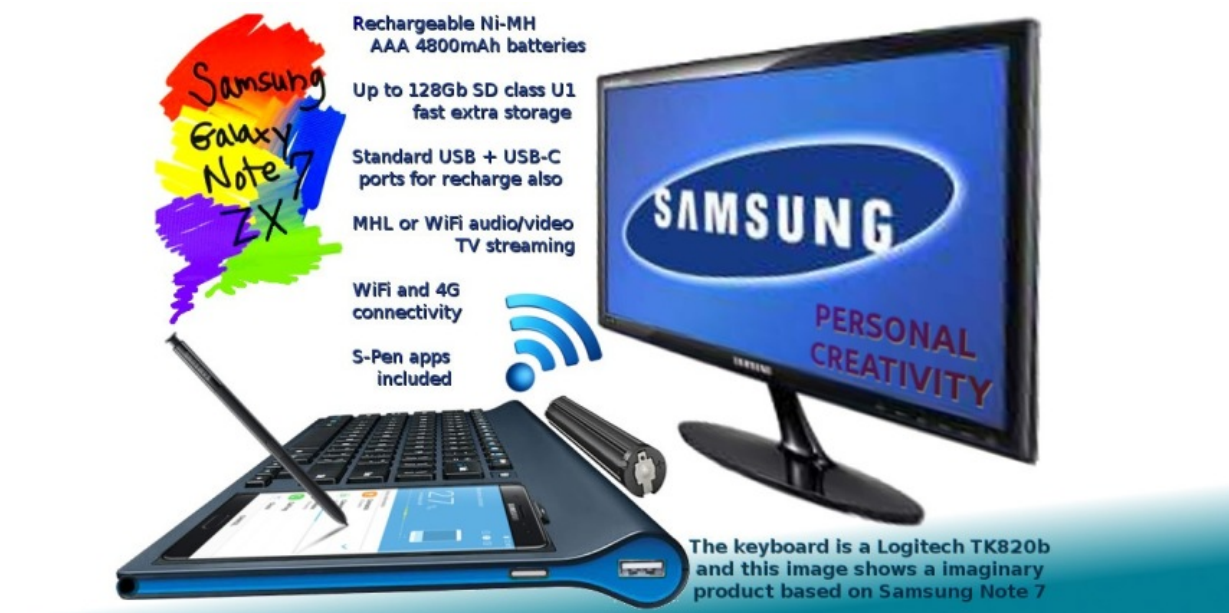 Samsung
Galaxy
Note 7
ZX
Rechargeable Ni-MH
AAA 4800mAh batteries
Up to 128Gb SD class U1
fast extra storage
Standard USB + USB-C
ports for recharge also
MHL or WiFi audio/video
TV streaming
WiFi and 4G
connectivity
S-Pen apps
included
SAMSUNG
PERSONAL
CREATIVITY
SAMSUNG
27
The keyboard is a Logitech TK820b
and this image shows a imaginary
product based on Samsung Note 7